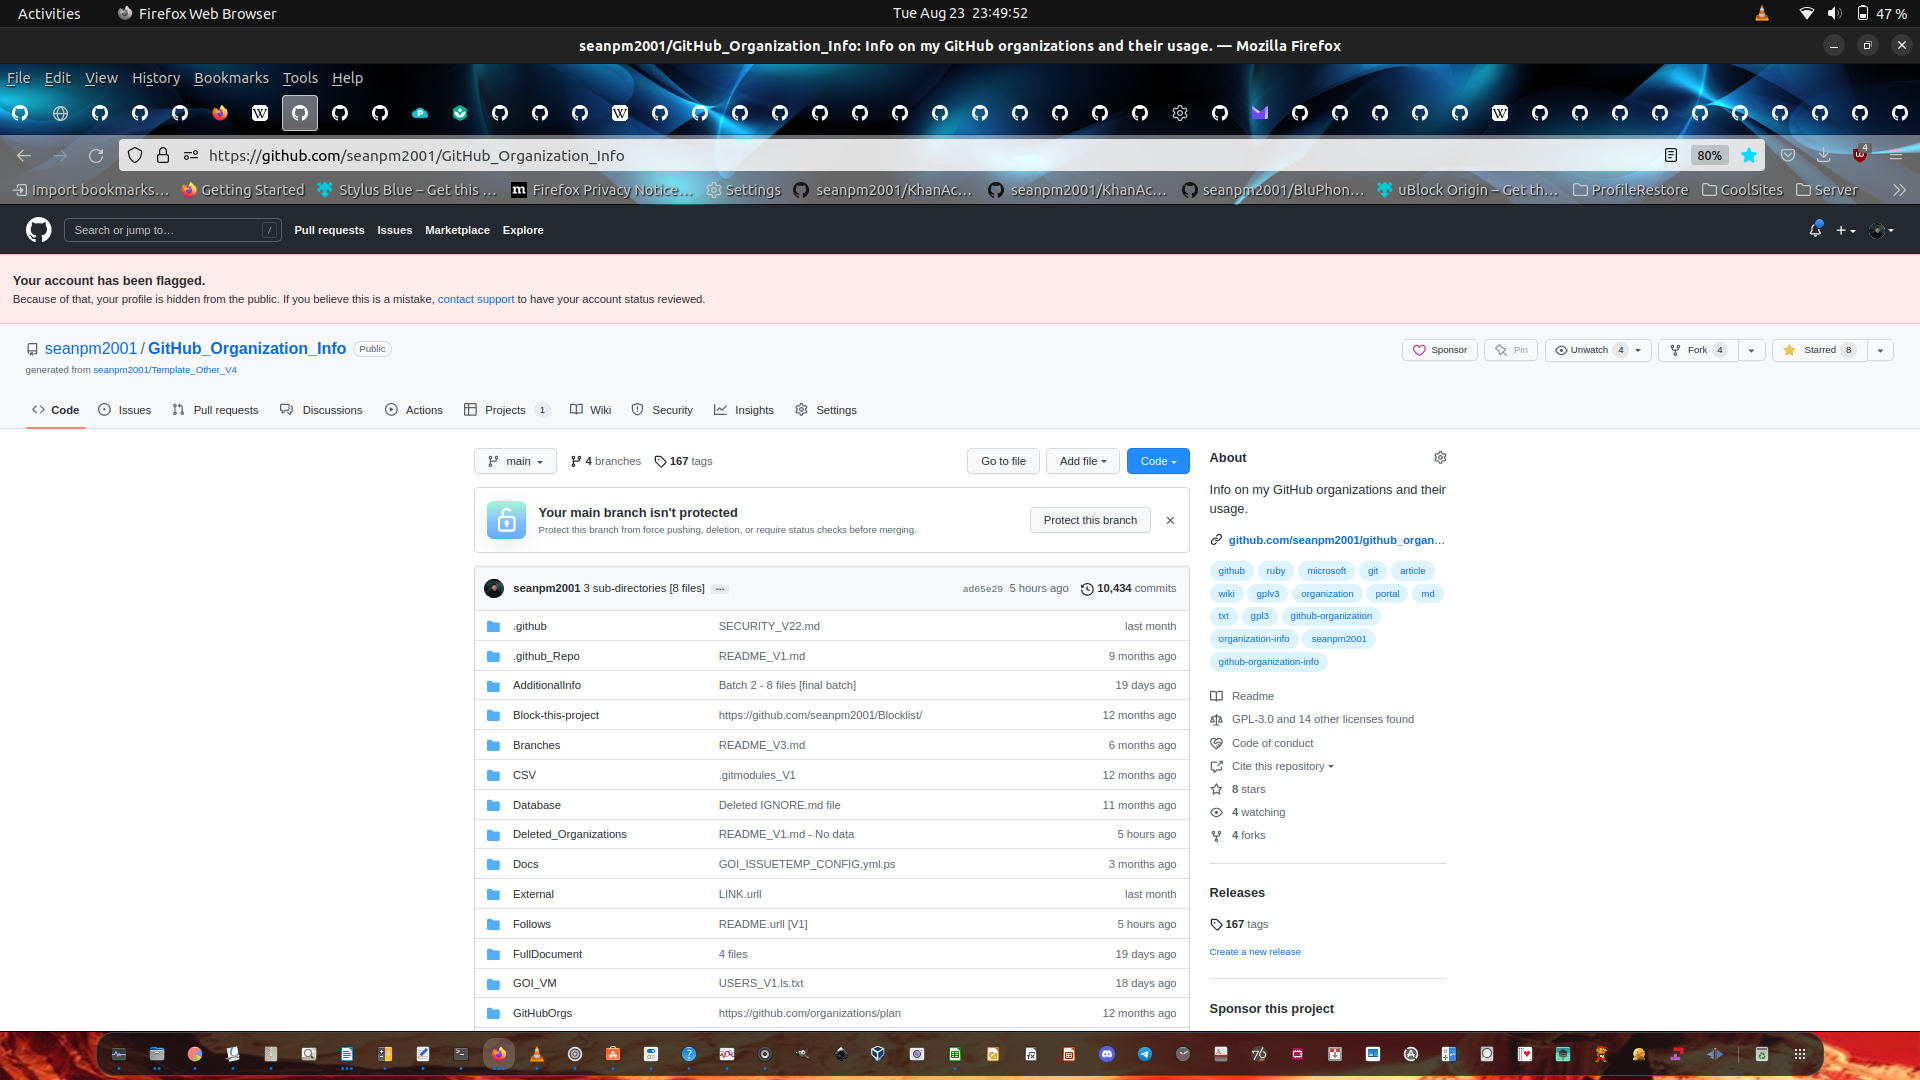 Activities
Firefox Web Browser
Tue Aug 23 23:49:52
47 %
seanpm2001/GitHub_Organization_Info: Info on my GitHub organizations and their usage. — Mozilla Firefox
File Edit View History Bookmarks Tools Help
https://github.com/seanpm2001/GitHub_Organization_Info
80%
4
Import bookmarks… Getting Started Stylus Blue – Get this … Firefox Privacy Notice… Settings seanpm2001/KhanAc… seanpm2001/KhanAc… seanpm2001/BluPhon… uBlock Origin – Get th… ProfileRestore CoolSites Server
Search or jump to… /
Pull requests Issues Marketplace Explore
Your account has been flagged.
Because of that, your profile is hidden from the public. If you believe this is a mistake, contact support to have your account status reviewed.
seanpm2001 / GitHub_Organization_Info Public
Sponsor Pin Unwatch 4 Fork 4 Starred 8
generated from seanpm2001/Template_Other_V4
Code Issues Pull requests Discussions Actions Projects 1 Wiki Security Insights Settings
main 4 branches 167 tags Go to file Add file Code
Your main branch isn't protected
Protect this branch from force pushing, deletion, or require status checks before merging.
Protect this branch
seanpm2001 3 sub-directories [8 files] … ad65e29 5 hours ago 10,434 commits
.github SECURITY_V22.md last month
.github_Repo README_V1.md 9 months ago
AdditionalInfo Batch 2 - 8 files [final batch] 19 days ago
Block-this-project https://github.com/seanpm2001/Blocklist/ 12 months ago
Branches README_V3.md 6 months ago
CSV .gitmodules_V1 12 months ago
Database Deleted IGNORE.md file 11 months ago
Deleted_Organizations README_V1.md - No data 5 hours ago
Docs GOI_ISSUETEMP_CONFIG.yml.ps 3 months ago
External LINK.urll last month
Follows README.urll [V1] 5 hours ago
FullDocument 4 files 19 days ago
GOI_VM USERS_V1.ls.txt 18 days ago
GitHubOrgs https://github.com/organizations/plan 12 months ago
About
Info on my GitHub organizations and their
usage.
github.com/seanpm2001/github_organ…
github ruby microsoft git article
wiki gplv3 organization portal md
txt gpl3 github-organization
organization-info seanpm2001
github-organization-info
Readme
GPL-3.0 and 14 other licenses found
Code of conduct
Cite this repository
8 stars
4 watching
4 forks
Releases
167 tags
Create a new release
Sponsor this project